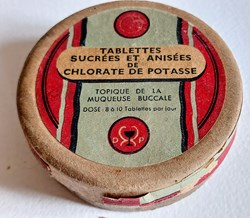 TABLETTES
SUCRÉES ET ANISÉES
DE
CHLORATE DE POTASSE
TOPIQUE DE LA
MUQUEUSE BUCCALE
DOSE: 8 à 10 Tablettes par jour
D P